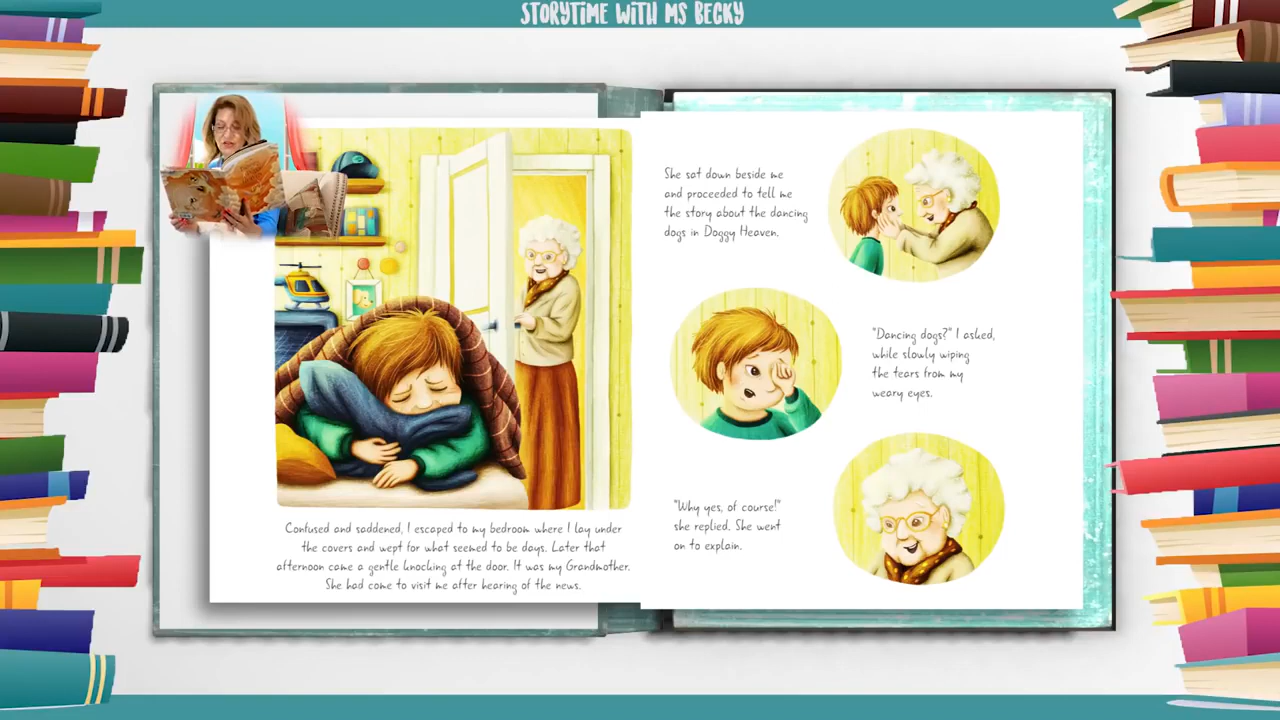 STORYTIME WITH MS BECKY
Confused and saddened, I escaped to my bedroom where I lay under
the covers and wept for what seemed to be days. Later that
afternoon came a gentle knocking at the door. It was my Grandmother.
She had come to visit me after hearing of the news.
She sat down beside me
and proceeded to tell me
the story about the dancing
dogs in Doggy Heaven.
"Dancing dogs?" I asked,
while slowly wiping
the tears from my
weary eyes.
"Why yes, of course!"
she replied. She went
on to explain.